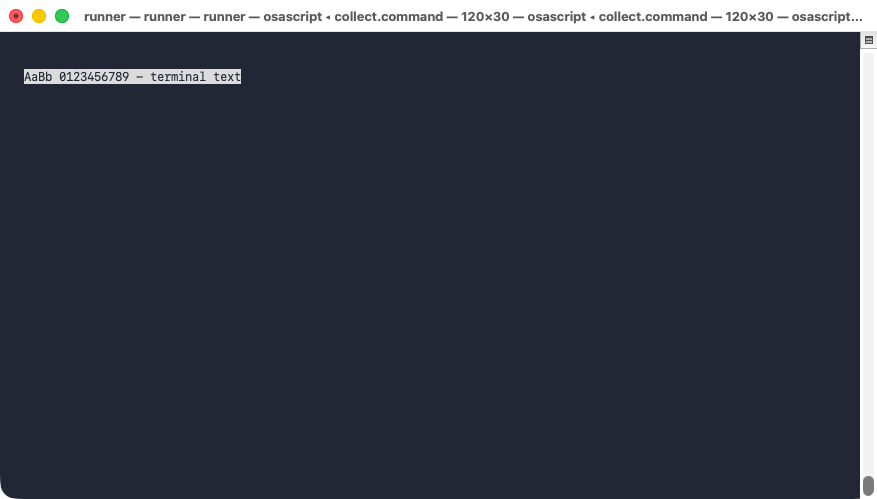 runner — runner — runner — osascript ◂ collect.command — 120×30 — osascript ◂ collect.command — 120×30 — osascript…
AaBb 0123456789 — terminal text